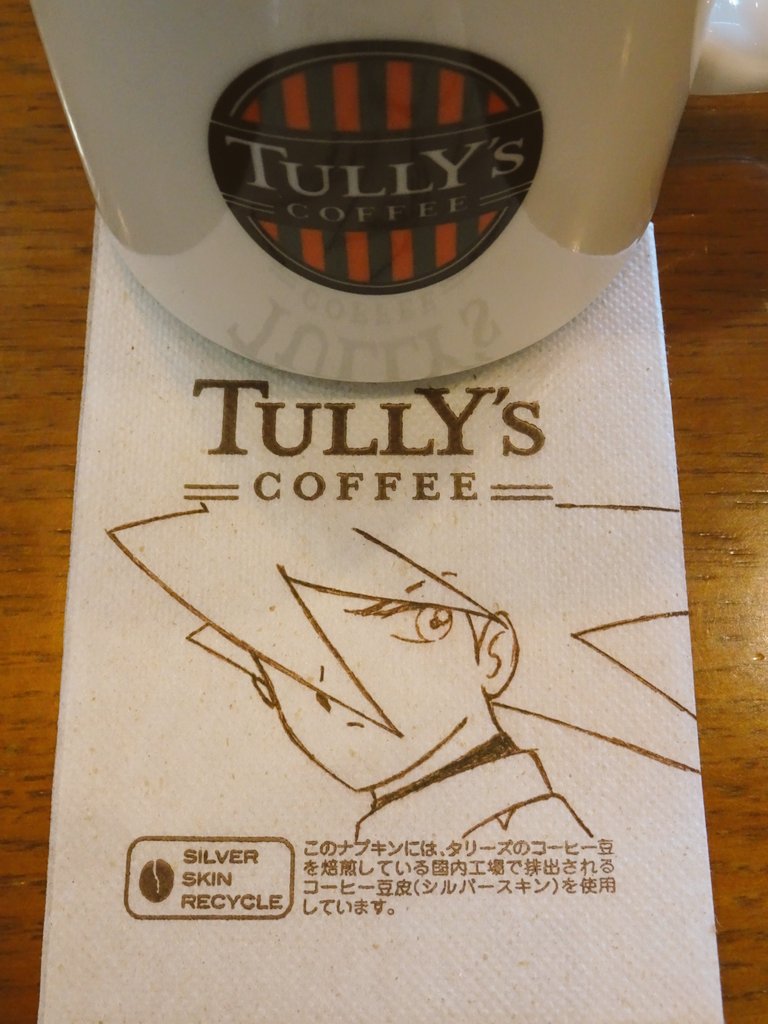 TULLY'S
COFFEE
TULLY'S
COFFEE
SILVER
SKIN
RECYCLE
このナプキンには、タリーズのコーヒー豆
を焙煎している国内工場で排出される
コーヒー豆皮(シルバースキン)を使用
しています。